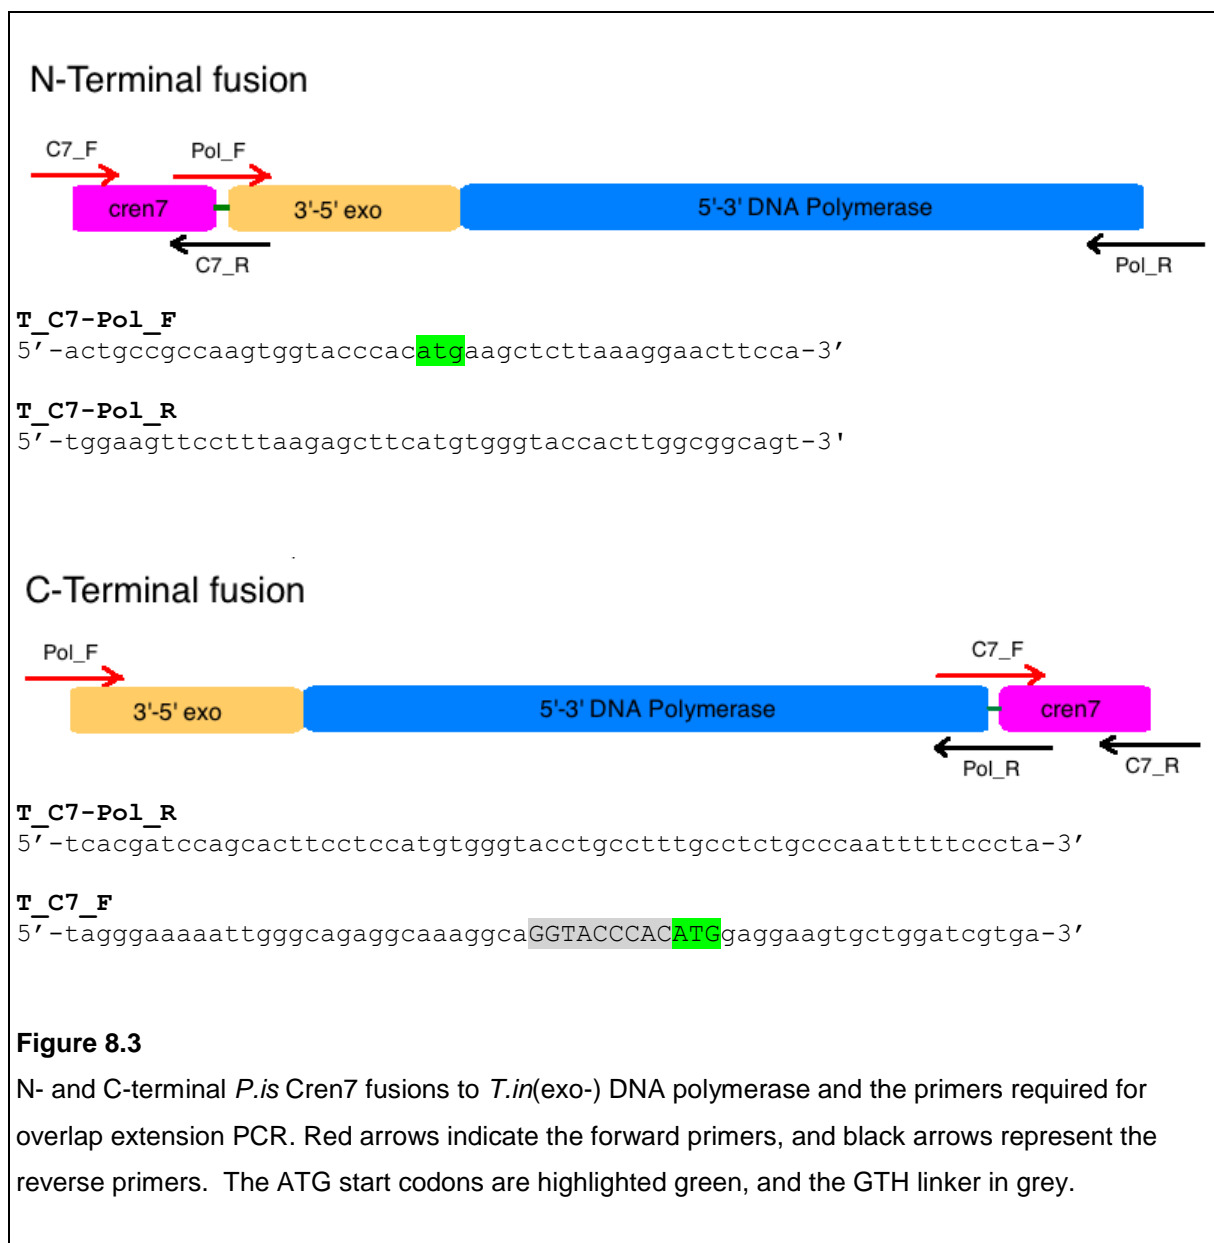 N-Terminal fusion
C7_F
Pol_F
cren7
3'-5' exo
5'-3' DNA Polymerase
C7_R
Pol_R
T_C7-Pol_F
5’-actgccgccaagtggtacccacatgaagctcttaaaggaacttcca-3’
T_C7-Pol_R
5’-tggaagttcctttaagagcttcatgtgggtaccacttggcggcagt-3'
C-Terminal fusion
Pol_F
C7_F
3'-5' exo
5'-3' DNA Polymerase
cren7
Pol_R
C7_R
T_C7-Pol_R
5’-tcacgatccagcacttcctccatgtgggtacctgcctttgcctctgcccaatttttcccta-3’
T_C7_F
5’-tagggaaaaattgggcagaggcaaaggcaGGTACCCACATGgaggaagtgctggatcgtga-3’
Figure 8.3
N- and C-terminal P.is Cren7 fusions to T.in(exo-) DNA polymerase and the primers required for
overlap extension PCR. Red arrows indicate the forward primers, and black arrows represent the
reverse primers.  The ATG start codons are highlighted green, and the GTH linker in grey.